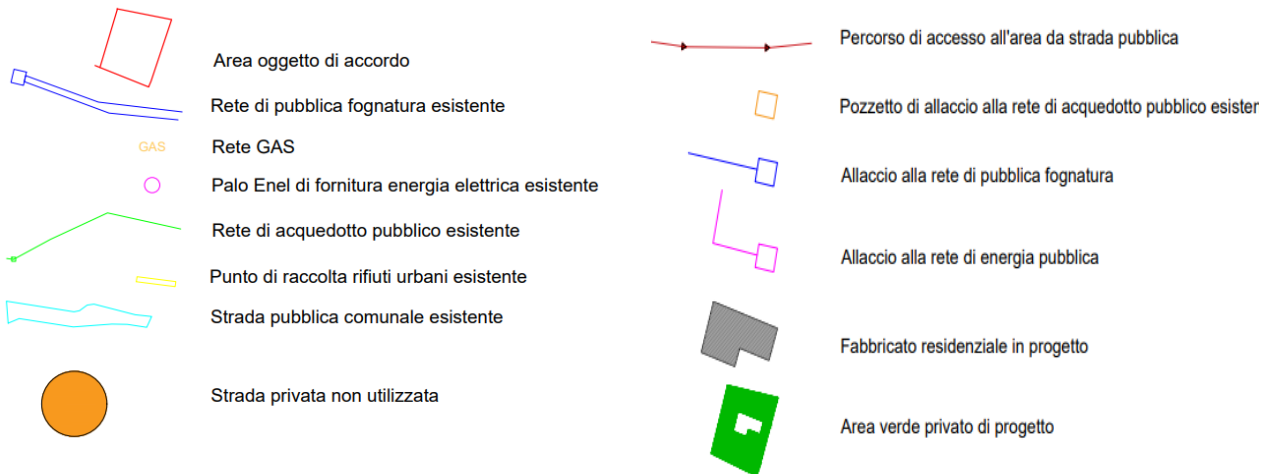 Area oggetto di accordo
Rete di pubblica fognatura esistente
GAS
Rete GAS
Palo Enel di fornitura energia elettrica esistente
Rete di acquedotto pubblico esistente
Punto di raccolta rifiuti urbani esistente
Strada pubblica comunale esistente
Strada privata non utilizzata
Percorso di accesso all'area da strada pubblica
Pozzetto di allaccio alla rete di acquedotto pubblico esister
Allaccio alla rete di pubblica fognatura
Allaccio alla rete di energia pubblica
Fabbricato residenziale in progetto
Area verde privato di progetto